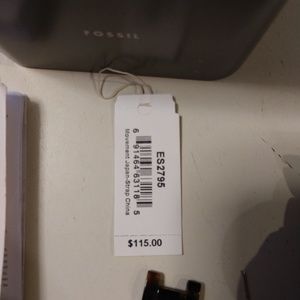 FOSSIL
ES2795
6 91464 63118 5
Movement Japan-Strap China
$115.00